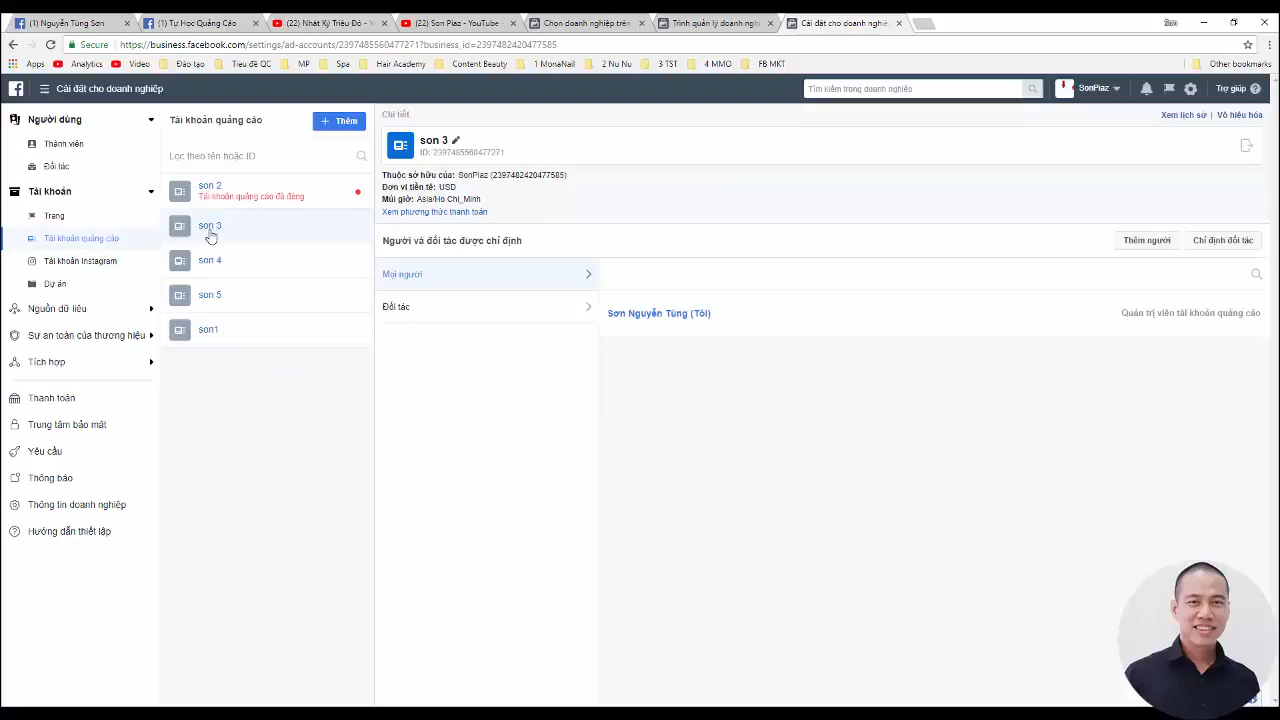 (1) Nguyễn Tùng Sơn
(1) Tự Học Quảng Cáo
(22) Nhật Ký Triệu Đô -
(22) Son Piaz - YouTube
Chọn doanh nghiệp trên
Trình quản lý doanh ngh
Cài đặt cho doanh nghiệ
Secure
https://business.facebook.com/settings/ad-accounts/2397485560477271?business_id=2397482420477585
Apps
Analytics
Video
Đào tạo
Tieu đề QC
MP
Spa
Hair Academy
Content Beauty
1 MonaNail
2 Nu Nu
3 TST
IMMO
FB MKT
Other bookmarks
Cài đặt cho doanh nghiệp
Tìm kiếm trong doanh nghiệp
SonPiaz
Trợ giúp
Người dùng
Thành viên
Đối tác
Tài khoản
Trang
Tài khoản quảng cáo
Tài khoản Instagram
Dự án
Nguồn dữ liệu
Sự an toàn của thương hiệu
Tích hợp
Thanh toán
Trung tâm bảo mật
Yêu cầu
Thông báo
Thông tin doanh nghiệp
Hướng dẫn thiết lập
Tài khoản quảng cáo
+ Thêm
Lọc theo tên hoặc ID
son 2
Tài khoản quảng cáo đã đóng
son 3
son 4
son 5
son1
Chi tiết
Xem lịch sử | Vô hiệu hóa
son 3
ID: 2397485560477271
Thuộc sở hữu của: SonPiaz (2397482420477585)
Đơn vị tiền tệ: USD
Múi giờ: Asia/Ho Chi_Minh
Xem phương thức thanh toán
Người và đối tác được chỉ định
Thêm người
Chỉ định đối tác
Mọi người
Đối tác
Sơn Nguyễn Tùng (Tôi)
Quản trị viên tài khoản quảng cáo